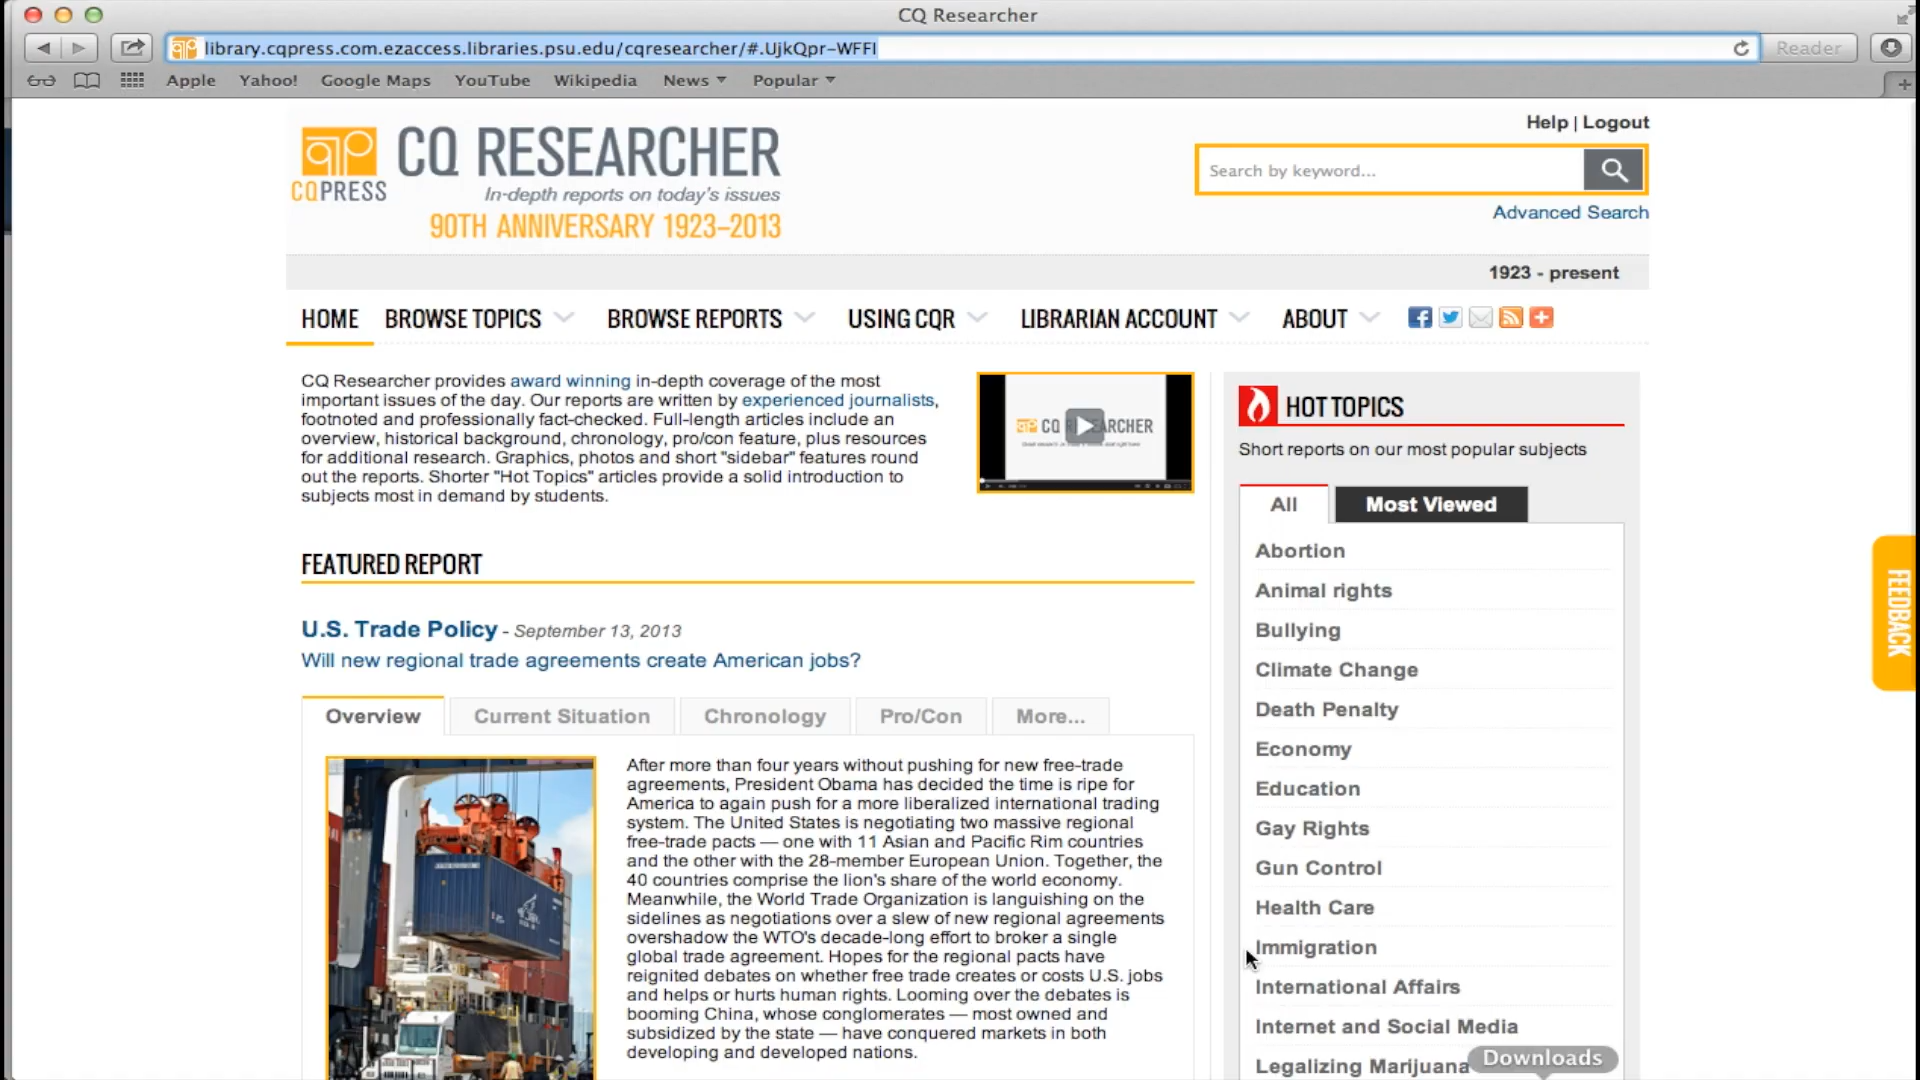 CQ Researcher
library.cqpress.com.ezaccess.libraries.psu.edu/cqresearcher/#.UjkQpr-WFFI
Reader
Apple Yahoo! Google Maps YouTube Wikipedia News Popular
Help | Logout
CQPRESS
CQ RESEARCHER
In-depth reports on today's issues
90TH ANNIVERSARY 1923–2013
Search by keyword...
Advanced Search
1923 - present
HOME BROWSE TOPICS BROWSE REPORTS USING CQR LIBRARIAN ACCOUNT ABOUT
CQ Researcher provides award winning in-depth coverage of the most
important issues of the day. Our reports are written by experienced journalists,
footnoted and professionally fact-checked. Full-length articles include an
overview, historical background, chronology, pro/con feature, plus resources
for additional research. Graphics, photos and short "sidebar" features round
out the reports. Shorter "Hot Topics" articles provide a solid introduction to
subjects most in demand by students.
FEATURED REPORT
U.S. Trade Policy - September 13, 2013
Will new regional trade agreements create American jobs?
Overview Current Situation Chronology Pro/Con More...
After more than four years without pushing for new free-trade
agreements, President Obama has decided the time is ripe for
America to again push for a more liberalized international trading
system. The United States is negotiating two massive regional
free-trade pacts — one with 11 Asian and Pacific Rim countries
and the other with the 28-member European Union. Together, the
40 countries comprise the lion's share of the world economy.
Meanwhile, the World Trade Organization is languishing on the
sidelines as negotiations over a slew of new regional agreements
overshadow the WTO's decade-long effort to broker a single
global trade agreement. Hopes for the regional pacts have
reignited debates on whether free trade creates or costs U.S. jobs
and helps or hurts human rights. Looming over the debates is
booming China, whose conglomerates — most owned and
subsidized by the state — have conquered markets in both
developing and developed nations.
HOT TOPICS
Short reports on our most popular subjects
All Most Viewed
Abortion
Animal rights
Bullying
Climate Change
Death Penalty
Economy
Education
Gay Rights
Gun Control
Health Care
Immigration
International Affairs
Internet and Social Media
Legalizing Marijuana
Downloads
FEEDBACK